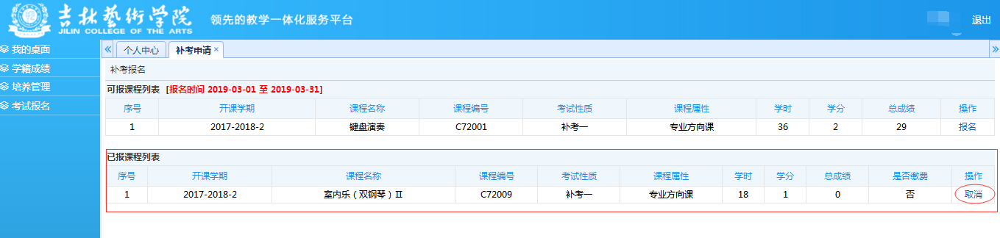 吉林藝術學院 领先的教学一体化服务平台
JILIN COLLEGE OF THE ARTS
退出
我的桌面
学籍成绩
培养管理
考试报名
个人中心 补考申请 ×
补考报名
可报课程列表 [报名时间 2019-03-01 至 2019-03-31]
序号 开课学期 课程名称 课程编号 考试性质 课程属性 学时 学分 总成绩 操作
1 2017-2018-2 键盘演奏 C72001 补考一 专业方向课 36 2 29 报名
已报课程列表
序号 开课学期 课程名称 课程编号 考试性质 课程属性 学时 学分 总成绩 是否缴费 操作
1 2017-2018-2 室内乐（双钢琴）Ⅱ C72009 补考一 专业方向课 18 1 0 否 取消